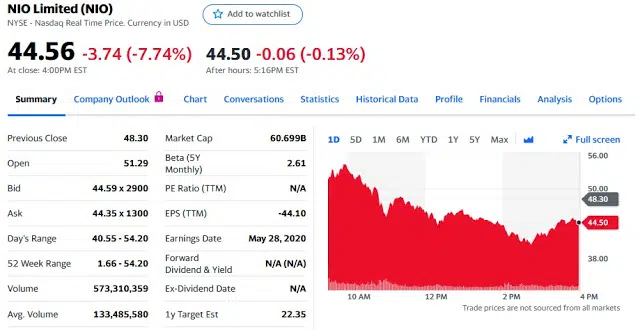 NIO Limited (NIO)
NYSE - Nasdaq Real Time Price. Currency in USD
Add to watchlist
44.56 -3.74 (-7.74%)
At close: 4:00PM EST
44.50 -0.06 (-0.13%)
After hours: 5:16PM EST
Summary Company Outlook Chart Conversations Statistics Historical Data Profile Financials Analysis Options
Previous Close 48.30
Open 51.29
Bid 44.59 x 2900
Ask 44.35 x 1300
Day's Range 40.55 - 54.20
52 Week Range 1.66 - 54.20
Volume 573,310,359
Avg. Volume 133,485,580
Market Cap 60.699B
Beta (5Y
Monthly) 2.61
PE Ratio (TTM) N/A
EPS (TTM) -44.10
Earnings Date May 28, 2020
Forward
Dividend & Yield N/A (N/A)
Ex-Dividend Date N/A
1y Target Est 22.35
1D 5D 1M 6M YTD 1Y 5Y Max Full screen
56.00
50.00
48.30
44.50
38.00
10 AM 12 PM 2 PM 4 PM
Trade prices are not sourced from all markets